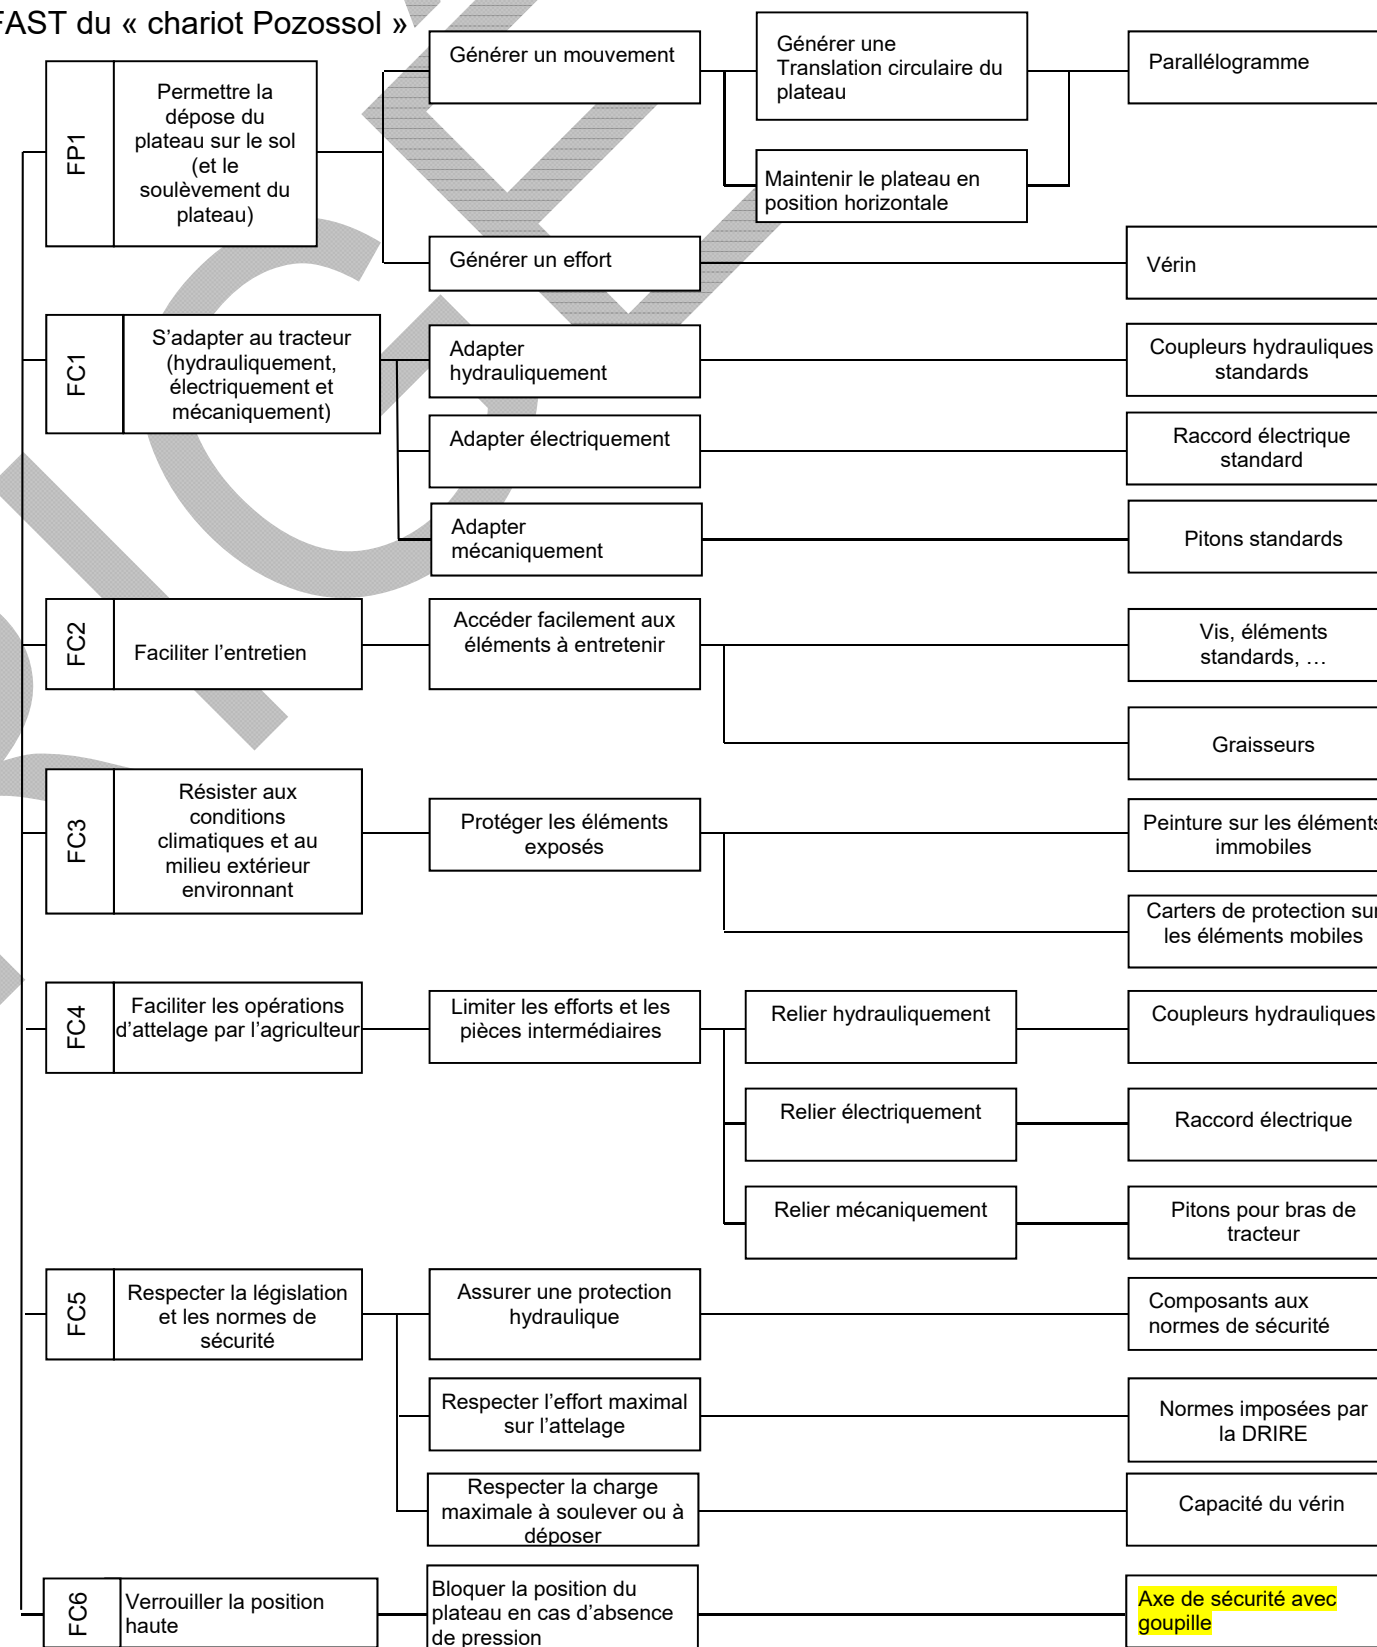 FAST du « chariot Pozossol »
FP1
Permettre la
dépose du
plateau sur le sol
(et le
soulèvement du
plateau)
Générer un mouvement
Générer une
Translation circulaire du
plateau
Parallélogramme
Maintenir le plateau en
position horizontale
Générer un effort
Vérin
FC1
S’adapter au tracteur
(hydrauliquement,
électriquement et
mécaniquement)
Adapter
hydrauliquement
Coupleurs hydrauliques
standards
Adapter électriquement
Raccord électrique
standard
Adapter
mécaniquement
Pitons standards
FC2
Faciliter l’entretien
Accéder facilement aux
éléments à entretenir
Vis, éléments
standards, …
Graisseurs
FC3
Résister aux
conditions
climatiques et au
milieu extérieur
environnant
Protéger les éléments
exposés
Peinture sur les éléments
immobiles
Carters de protection sur
les éléments mobiles
FC4
Faciliter les opérations
d’attelage par l’agriculteur
Limiter les efforts et les
pièces intermédiaires
Relier hydrauliquement
Coupleurs hydrauliques
Relier électriquement
Raccord électrique
Relier mécaniquement
Pitons pour bras de
tracteur
FC5
Respecter la législation
et les normes de
sécurité
Assurer une protection
hydraulique
Composants aux
normes de sécurité
Respecter l’effort maximal
sur l’attelage
Normes imposées par
la DRIRE
Respecter la charge
maximale à soulever ou à
déposer
Capacité du vérin
FC6
Verrouiller la position
haute
Bloquer la position du
plateau en cas d’absence
de pression
Axe de sécurité avec
goupille